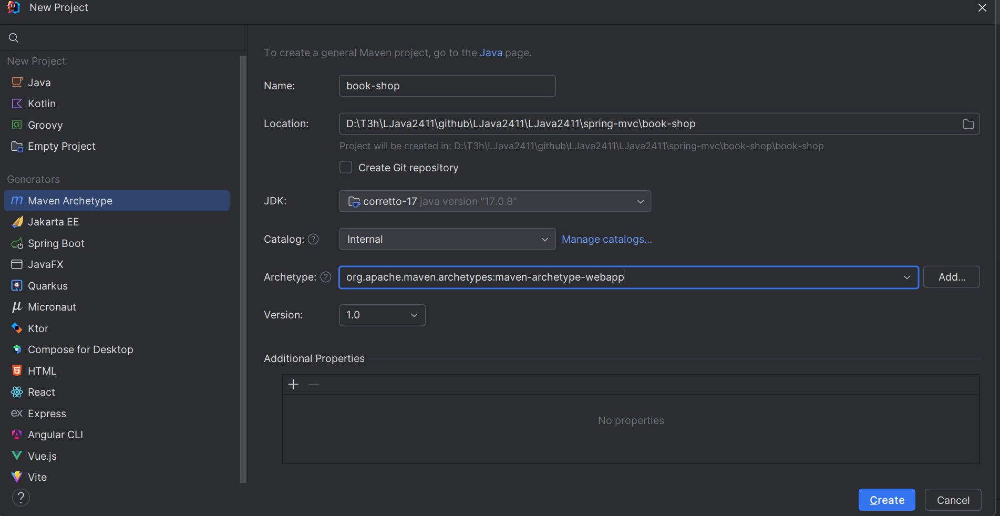 New Project
New Project
Java
Kotlin
Groovy
Empty Project
Generators
Maven Archetype
Jakarta EE
Spring Boot
JavaFX
Quarkus
Micronaut
Ktor
Compose for Desktop
HTML
React
Express
Angular CLI
Vue.js
Vite
To create a general Maven project, go to the Java page.
Name: book-shop
Location: D:\T3h\LJava2411\github\LJava2411\LJava2411\spring-mvc\book-shop
Project will be created in: D:\T3h\LJava2411\github\LJava2411\LJava2411\spring-mvc\book-shop\book-shop
Create Git repository
JDK: corretto-17 java version "17.0.8"
Catalog: ? Internal Manage catalogs...
Archetype: ? org.apache.maven.archetypes:maven-archetype-webapp Add...
Version: 1.0
Additional Properties
No properties
? Create Cancel